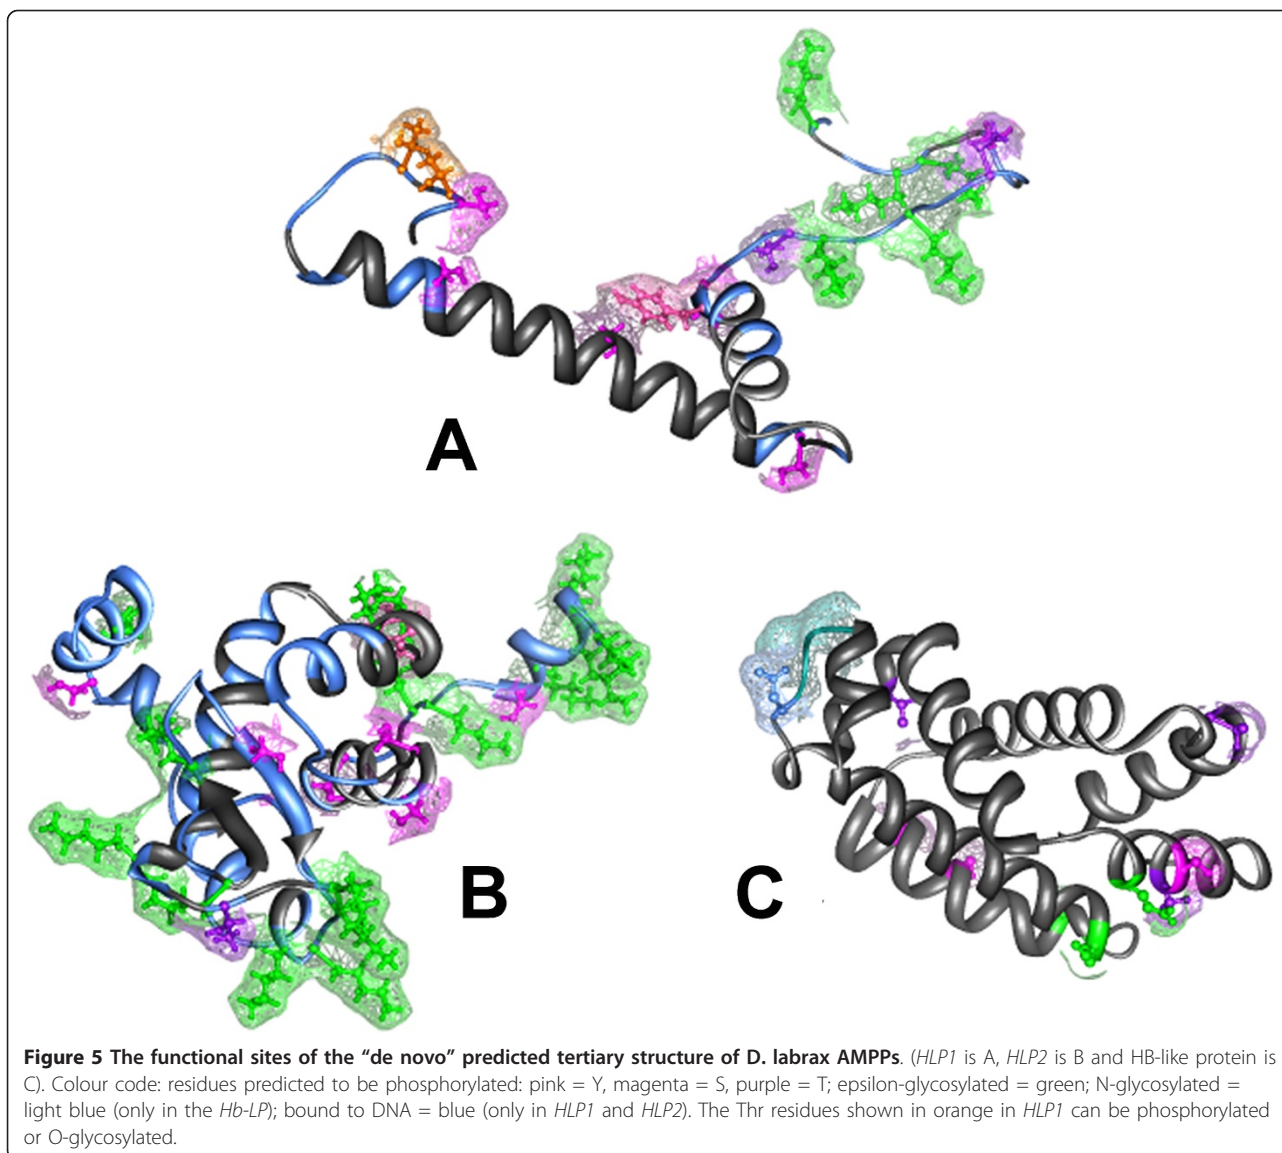 A
B
C
Figure 5 The functional sites of the “de novo” predicted tertiary structure of D. labrax AMPPs. (HLP1 is A, HLP2 is B and HB-like protein is
C). Colour code: residues predicted to be phosphorylated: pink = Y, magenta = S, purple = T; epsilon-glycosylated = green; N-glycosylated =
light blue (only in the Hb-LP); bound to DNA = blue (only in HLP1 and HLP2). The Thr residues shown in orange in HLP1 can be phosphorylated
or O-glycosylated.